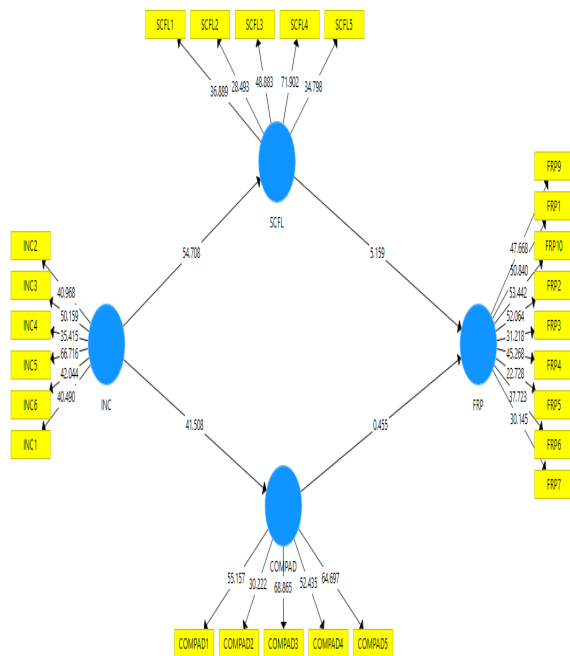 SCFL1 SCFL2 SCFL3 SCFL4 SCFL5
36.889 28.493 48.883 71.902 34.798
SCFL
54.708
5.159
INC2
INC3
INC4
INC5
INC6
INC1
40.968
50.159
35.415
66.716
42.044
40.490
INC
FRP9
FRP1
FRP10
FRP2
FRP3
FRP4
FRP5
FRP6
FRP7
47.668
50.840
53.442
52.064
31.218
45.268
22.728
37.723
30.145
FRP
41.508
0.455
COMPAD
55.157 30.222 68.865 52.435 64.697
COMPAD1 COMPAD2 COMPAD3 COMPAD4 COMPAD5